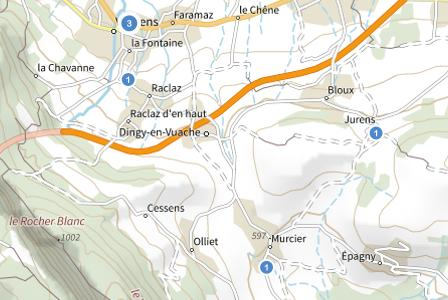 Faramaz
le Chêne
3
la Fontaine
la Chavanne
1
Raclaz
Bloux
Raclaz d'en haut
Jurens
Dingy-en-Vuache
1
Cessens
le Rocher Blanc
1002
597
Murcier
Olliet
Épagny
1